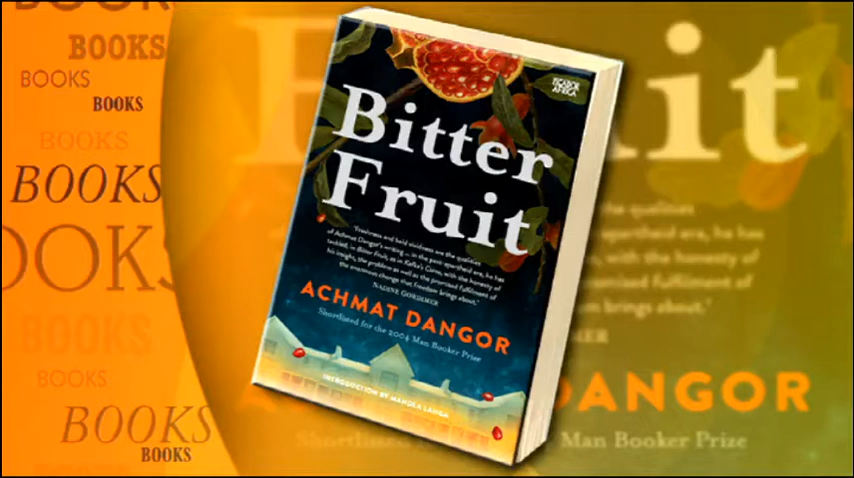 BOOKS
BOOKS
BOOKS
BOOKS
BOOKS
BOOKS
OOKS
BOOKS
BOOKS
BOOKS
BOOKS
PICADOR
AFRICA
Bitter
Fruit
"Freshness and bold vividness are the qualities
of Achmat Dangor's writing – in the post-apartheid era, he has
tackled, in Bitter Fruit, as in Kafka's Curse, with the honesty of
his insight, the problem as well as the promised fulfilment of
the enormous change that freedom brings about."
NADINE GORDIMER
ACHMAT DANGOR
Shortlisted for the 2004 Man Booker Prize
INTRODUCTION BY MANDLA LANGA
it
the qualities
apartheid era, he has
with the honesty of
promised fulfilment of
brings about."
DANGOR
Shortlisted
Man Booker Prize